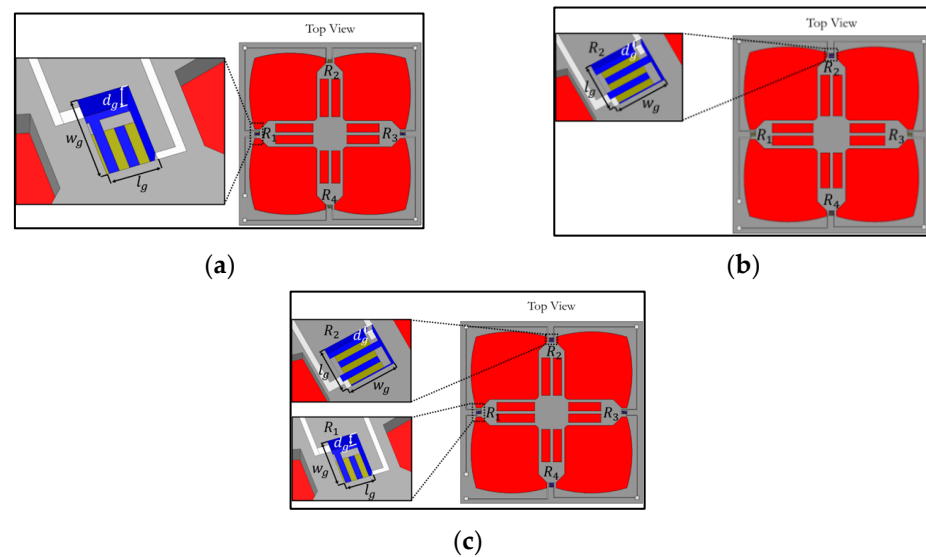 Top View
d_g
w_g
l_g
R_1
R_2
R_3
R_4
(a)
Top View
R_2
d_g
l_g
w_g
R_1
R_2
R_3
R_4
(b)
Top View
R_2
d_g
l_g
w_g
R_1
d_g
w_g
l_g
R_1
R_2
R_3
R_4
(c)